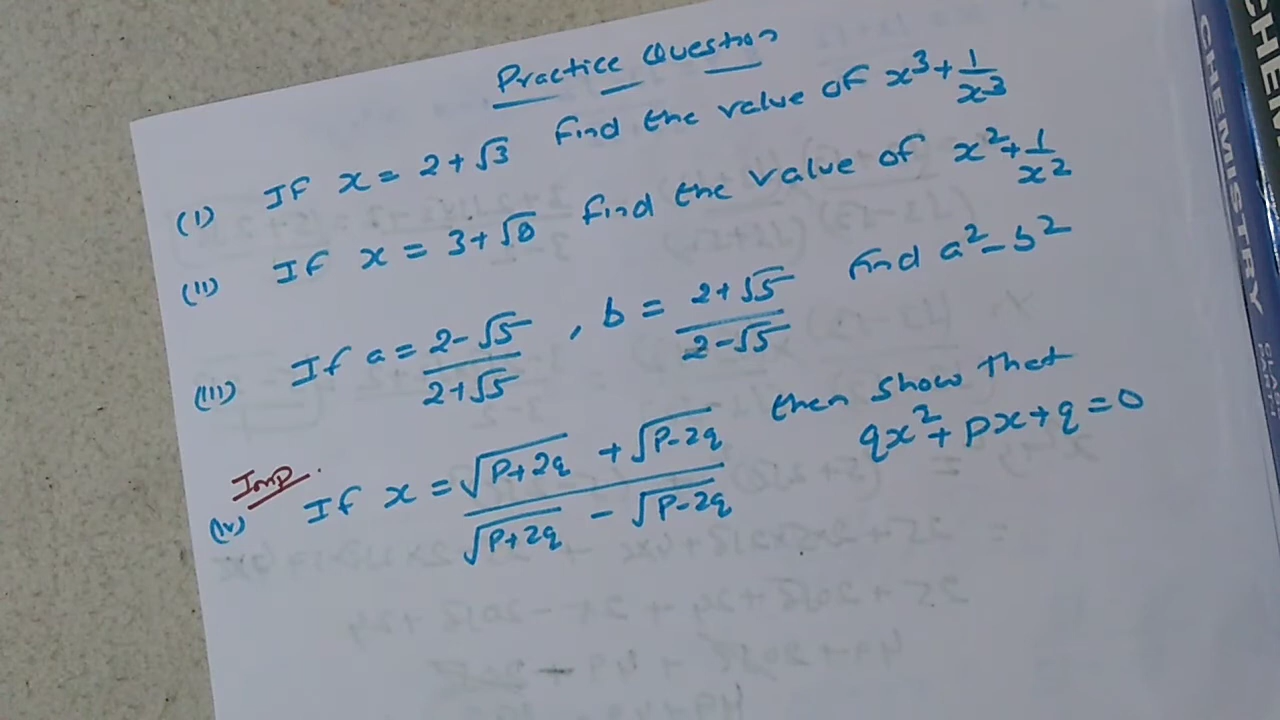 Practice Question
(I) If x = 2 + √3 find the value of x³ + 1/x³
(II) If x = 3 + √8 find the value of x² + 1/x²
(III) If a = 2-√5 / 2+√5 , b = 2+√5 / 2-√5 find a² - b²
Imp.
(IV) If x = √P+2q + √P-2q / √P+2q - √P-2q then show that
qx² + px + q = 0
CHEMISTRY
CHEM